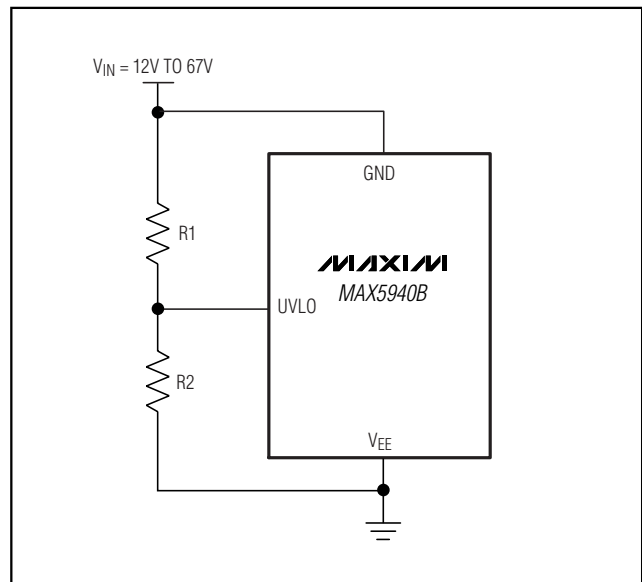 V_IN = 12V TO 67V
GND
R1
MAXIM
MAX5940B
UVLO
R2
V_EE